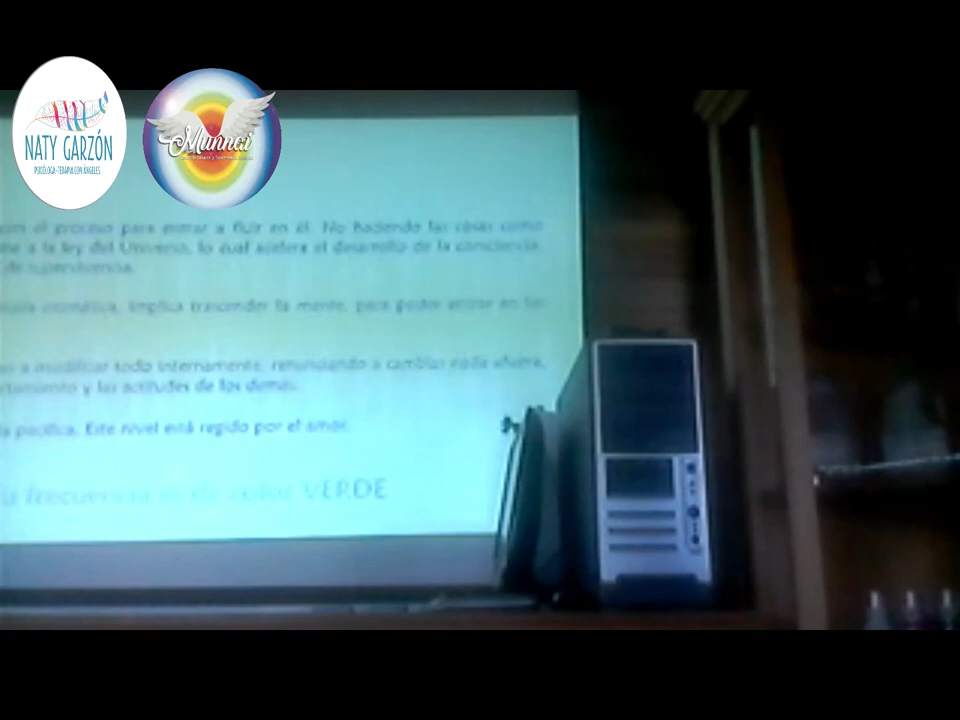 NATY GARZÓN
PSICÓLOGA-TERAPIA CON ÁNGELES
Munnai
el proceso para entrar a fluir en él. No haciendo las cosas como
a la ley del Universo, lo cual acelera el desarrollo de la consciencia
de supervivencia.
cromática, implica trascender la mente, para poder entrar en
a modificar todo internamente, renunciando a cambiar nada afuera,
y las actitudes de los demás.
pacífica. Este nivel está regido por el amor.
frecuencia es de color VERDE